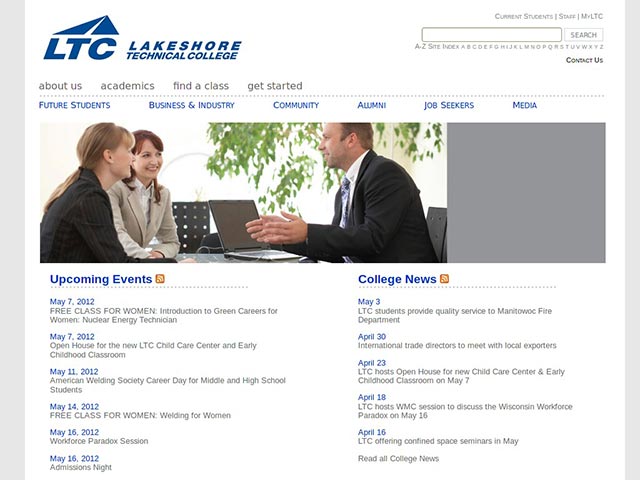 Current Students | Staff | MyLTC
LTC LAKESHORE
TECHNICAL COLLEGE
SEARCH
A-Z Site Index A B C D E F G H I J K L M N O P Q R S T U V W X Y Z
Contact Us
about us academics find a class get started
Future Students Business & Industry Community Alumni Job Seekers Media
Upcoming Events
May 7, 2012
FREE CLASS FOR WOMEN: Introduction to Green Careers for
Women: Nuclear Energy Technician
May 7, 2012
Open House for the new LTC Child Care Center and Early
Childhood Classroom
May 11, 2012
American Welding Society Career Day for Middle and High School
Students
May 14, 2012
FREE CLASS FOR WOMEN: Welding for Women
May 16, 2012
Workforce Paradox Session
May 16, 2012
Admissions Night
College News
May 3
LTC students provide quality service to Manitowoc Fire
Department
April 30
International trade directors to meet with local exporters
April 23
LTC hosts Open House for new Child Care Center & Early
Childhood Classroom on May 7
April 18
LTC hosts WMC session to discuss the Wisconsin Workforce
Paradox on May 16
April 16
LTC offering confined space seminars in May
Read all College News